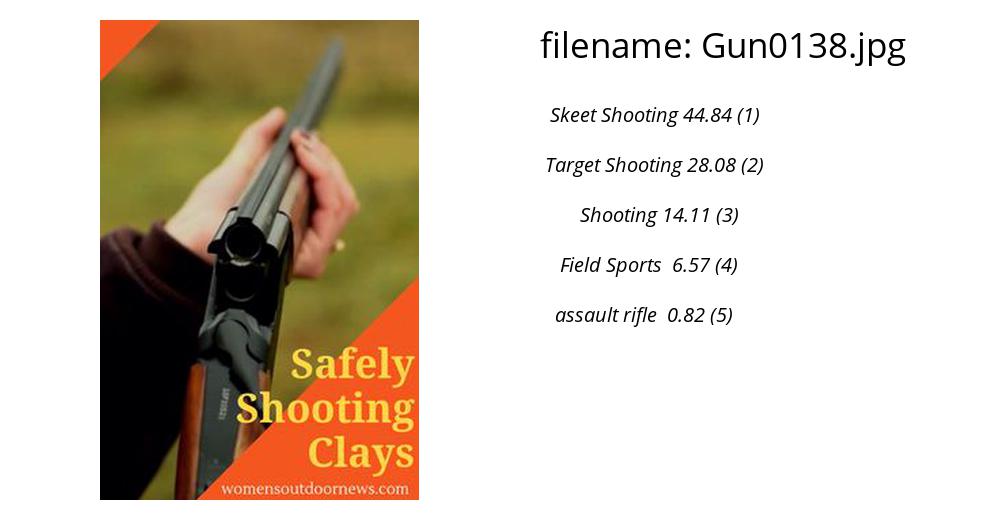 filename: Gun0138.jpg
Skeet Shooting 44.84 (1)
Target Shooting 28.08 (2)
Shooting 14.11 (3)
Field Sports 6.57 (4)
assault rifle 0.82 (5)
Safely
Shooting
Clays
womensoutdoornews.com